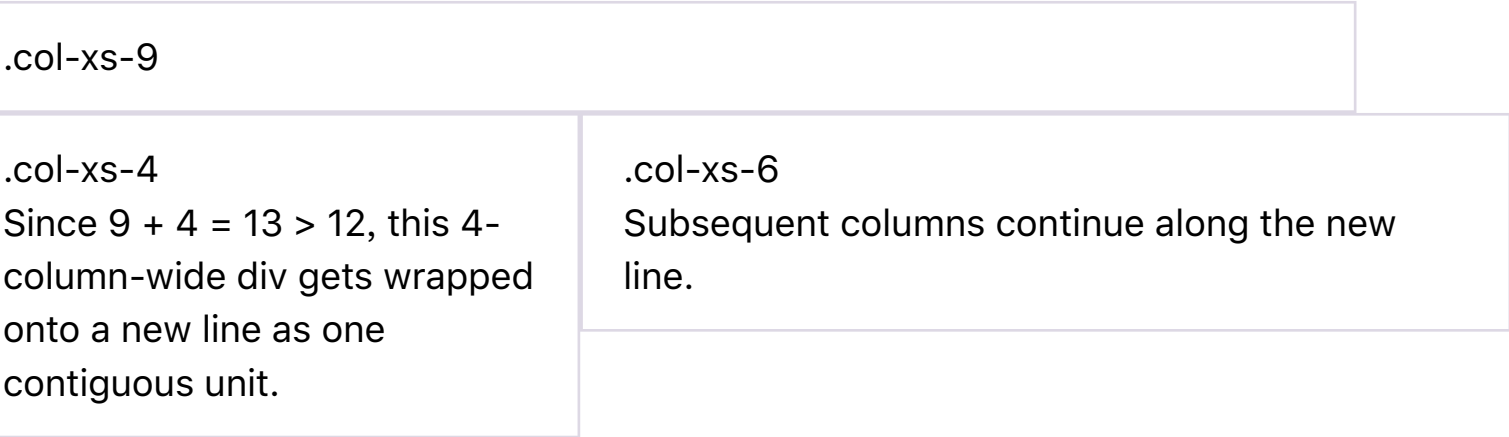 .col-xs-9
.col-xs-4
Since 9 + 4 = 13 > 12, this 4-
column-wide div gets wrapped
onto a new line as one
contiguous unit.
.col-xs-6
Subsequent columns continue along the new
line.